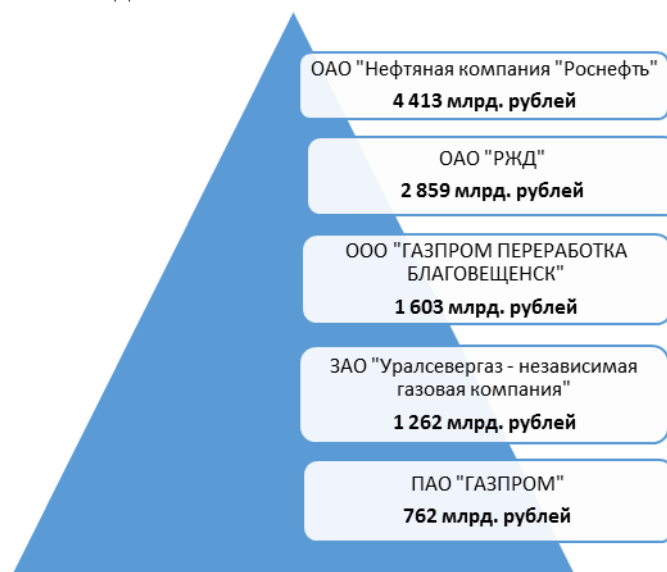 ОАО "Нефтяная компания "Роснефть"
4 413 млрд. рублей
ОАО "РЖД"
2 859 млрд. рублей
ООО "ГАЗПРОМ ПЕРЕРАБОТКА
БЛАГОВЕЩЕНСК"
1 603 млрд. рублей
ЗАО "Уралсевергаз - независимая
газовая компания"
1 262 млрд. рублей
ПАО "ГАЗПРОМ"
762 млрд. рублей